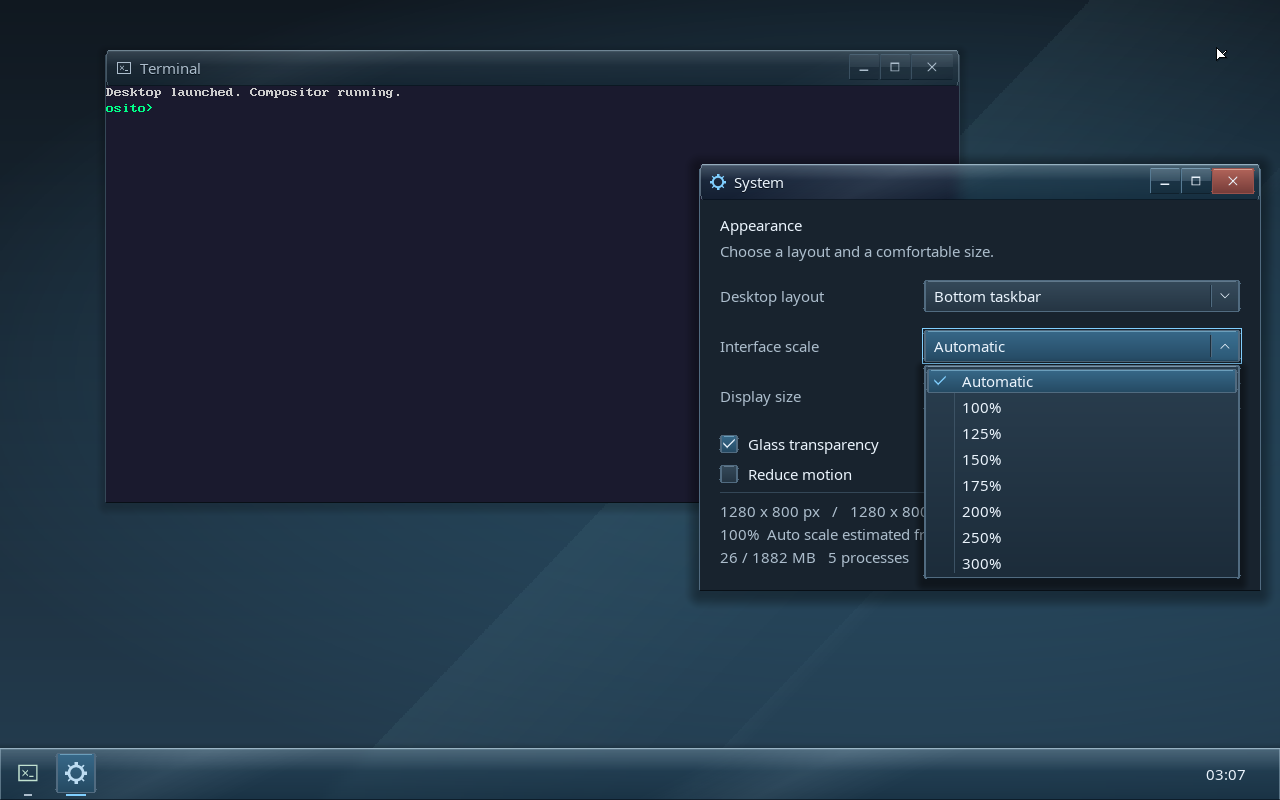 Terminal
Desktop launched. Compositor running.
osito>
System
Appearance
Choose a layout and a comfortable size.
Desktop layout
Bottom taskbar
Interface scale
Automatic
Automatic
100%
125%
150%
175%
200%
250%
300%
Display size
Glass transparency
Reduce motion
1280 x 800 px / 1280 x 800
100% Auto scale estimated
26 / 1882 MB 5 processes
03:07